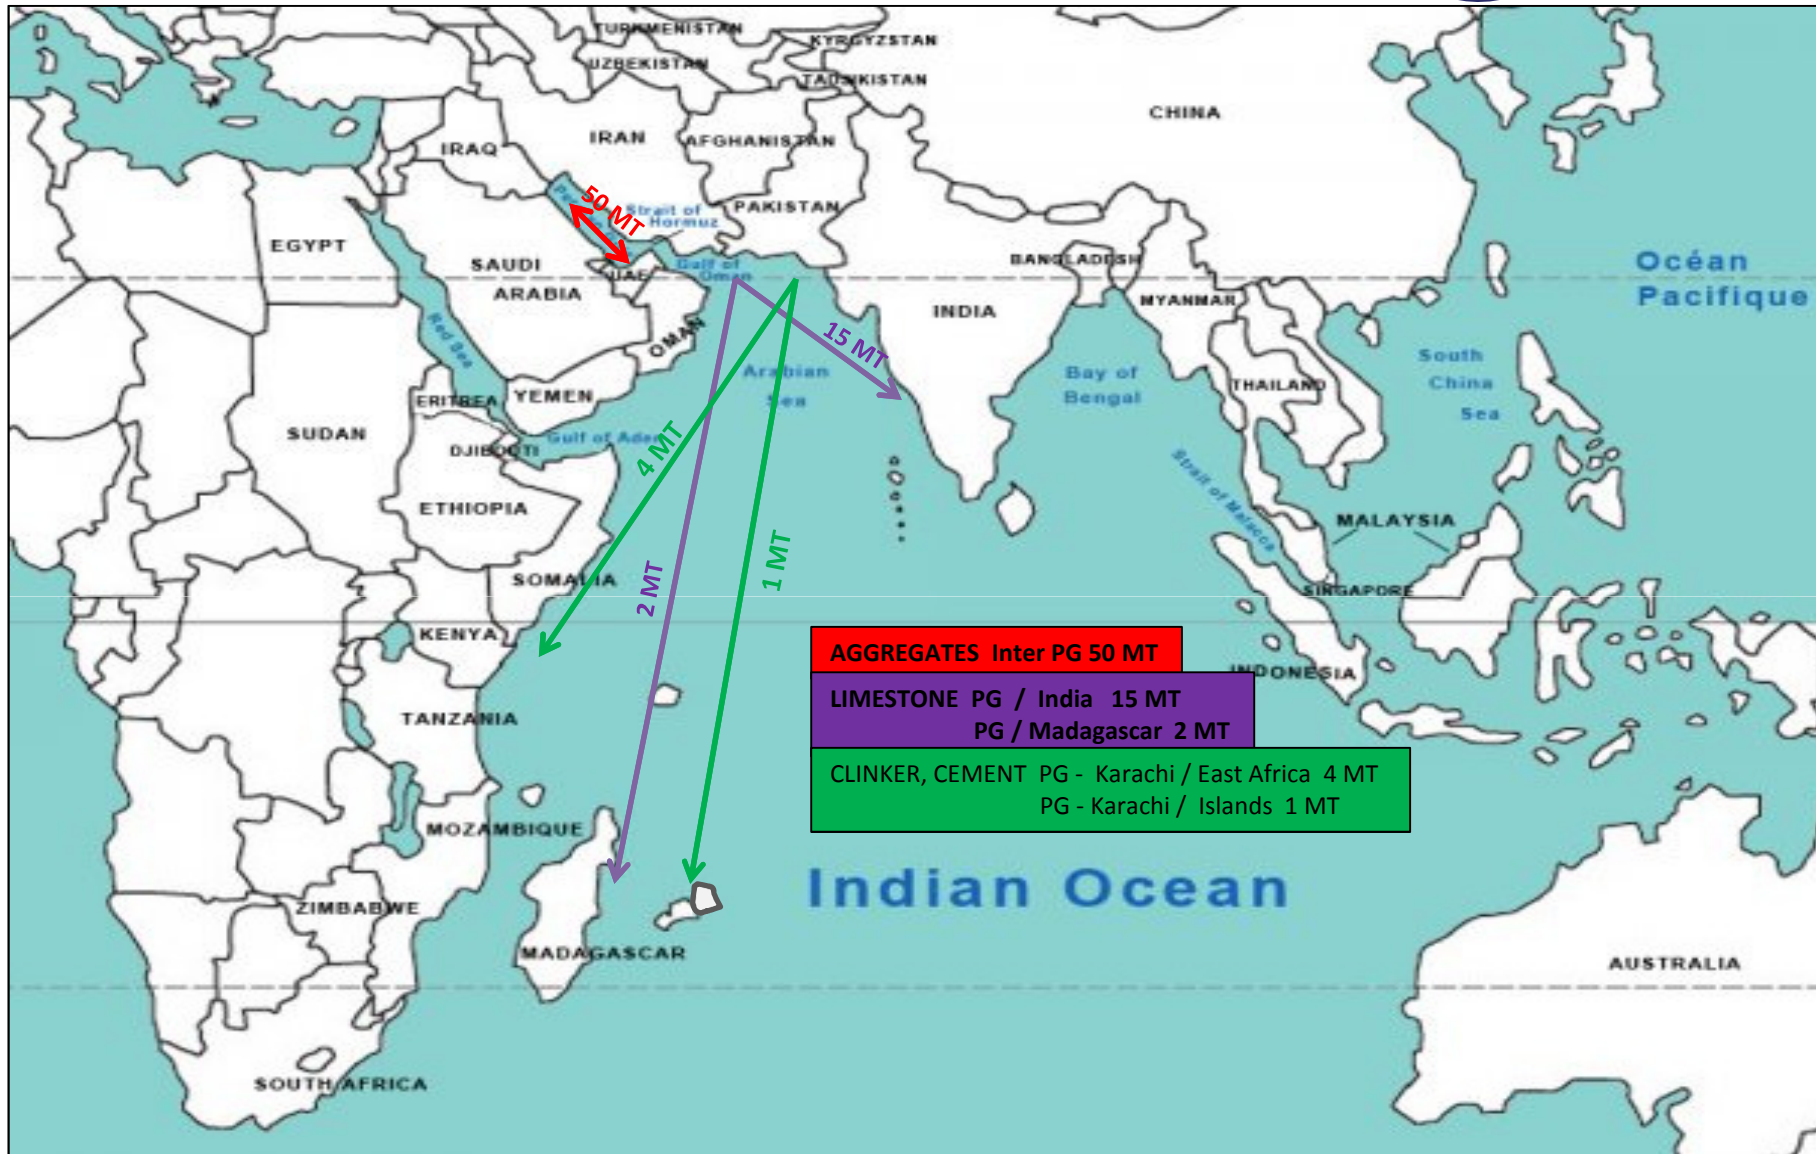 TURKMENISTAN
KYRGYZSTAN
UZBEKISTAN
TADJIKISTAN
CHINA
IRAN
AFGHANISTAN
IRAQ
50 MT
Strait of
Hormuz
PAKISTAN
EGYPT
SAUDI
ARABIA
UAE
Gulf of
Oman
BANGLADESH
Océan
Pacifique
MYANMAR
INDIA
OMAN
Red Sea
15 MT
Arabian
Sea
Bay of
Bengal
South
China
Sea
THAILAND
ERITREA
YEMEN
SUDAN
Gulf of Aden
DJIBOUTI
4 MT
Strait of Malacca
ETHIOPIA
MALAYSIA
1 MT
2 MT
SOMALIA
SINGAPORE
KENYA
AGGREGATES Inter PG 50 MT
INDONESIA
LIMESTONE PG / India 15 MT
PG / Madagascar 2 MT
TANZANIA
CLINKER, CEMENT PG - Karachi / East Africa 4 MT
PG - Karachi / Islands 1 MT
MOZAMBIQUE
Indian Ocean
ZIMBABWE
MADAGASCAR
AUSTRALIA
SOUTH AFRICA